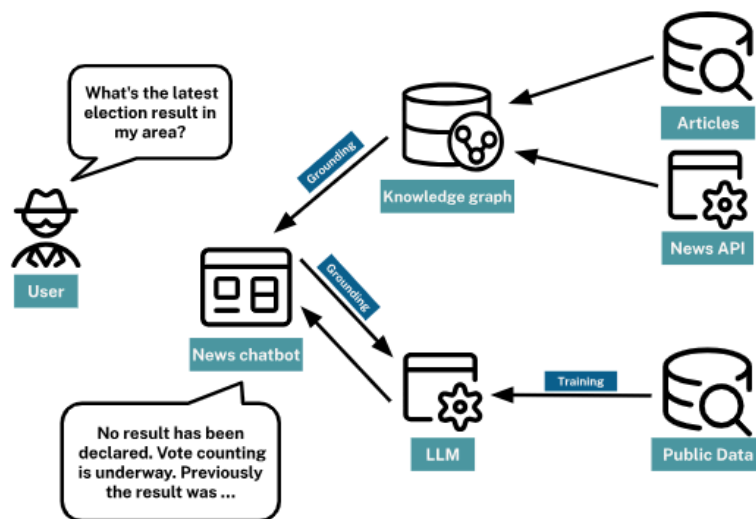 What's the latest
election result in
my area?
Articles
Grounding
Knowledge graph
News API
User
Grounding
News chatbot
Training
No result has been
declared. Vote counting
is underway. Previously
the result was ...
LLM
Public Data